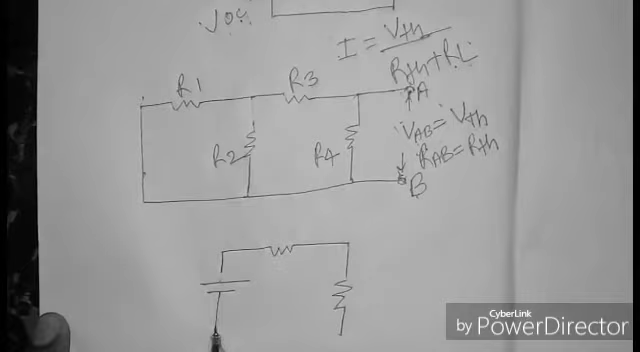 I = Vth
Rth+RL
R1
R3
A
R2
R4
VAB= Vth
RAB= Rth
B
CyberLink
by PowerDirector